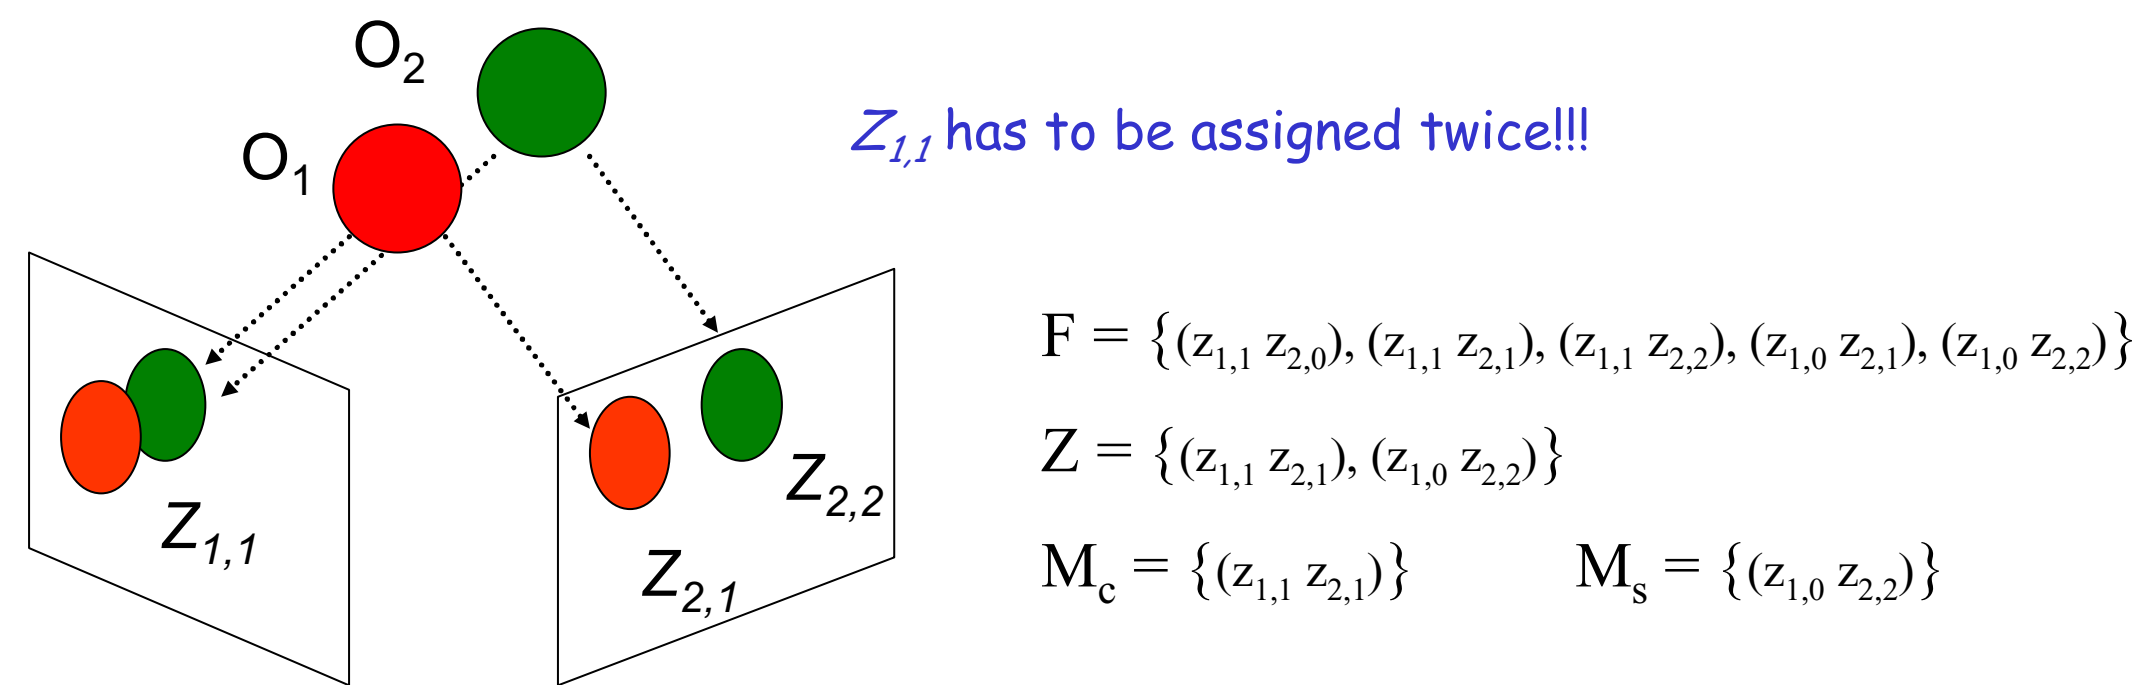 O₂
O₁
Z₁,₁ has to be assigned twice!!!
Z₁,₁
Z₂,₂
Z₂,₁
F = {(z₁,₁ z₂,₀), (z₁,₁ z₂,₁), (z₁,₁ z₂,₂), (z₁,₀ z₂,₁), (z₁,₀ z₂,₂)}
Z = {(z₁,₁ z₂,₁), (z₁,₀ z₂,₂)}
M_c = {(z₁,₁ z₂,₁)} Mₛ = {(z₁,₀ z₂,₂)}